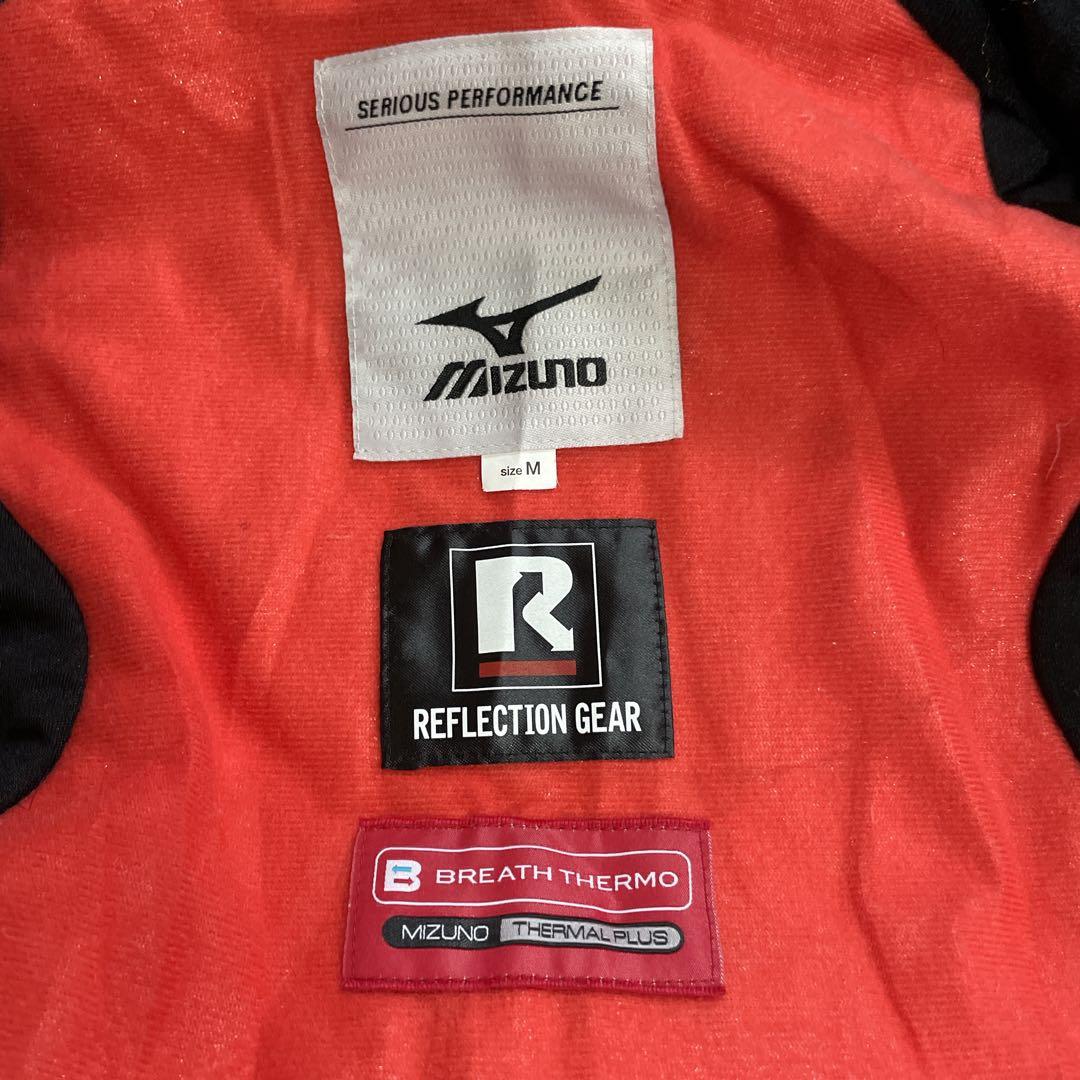 SERIOUS PERFORMANCE
MIZUNO
size M
R
REFLECTION GEAR
B BREATH THERMO
MIZUNO THERMAL PLUS